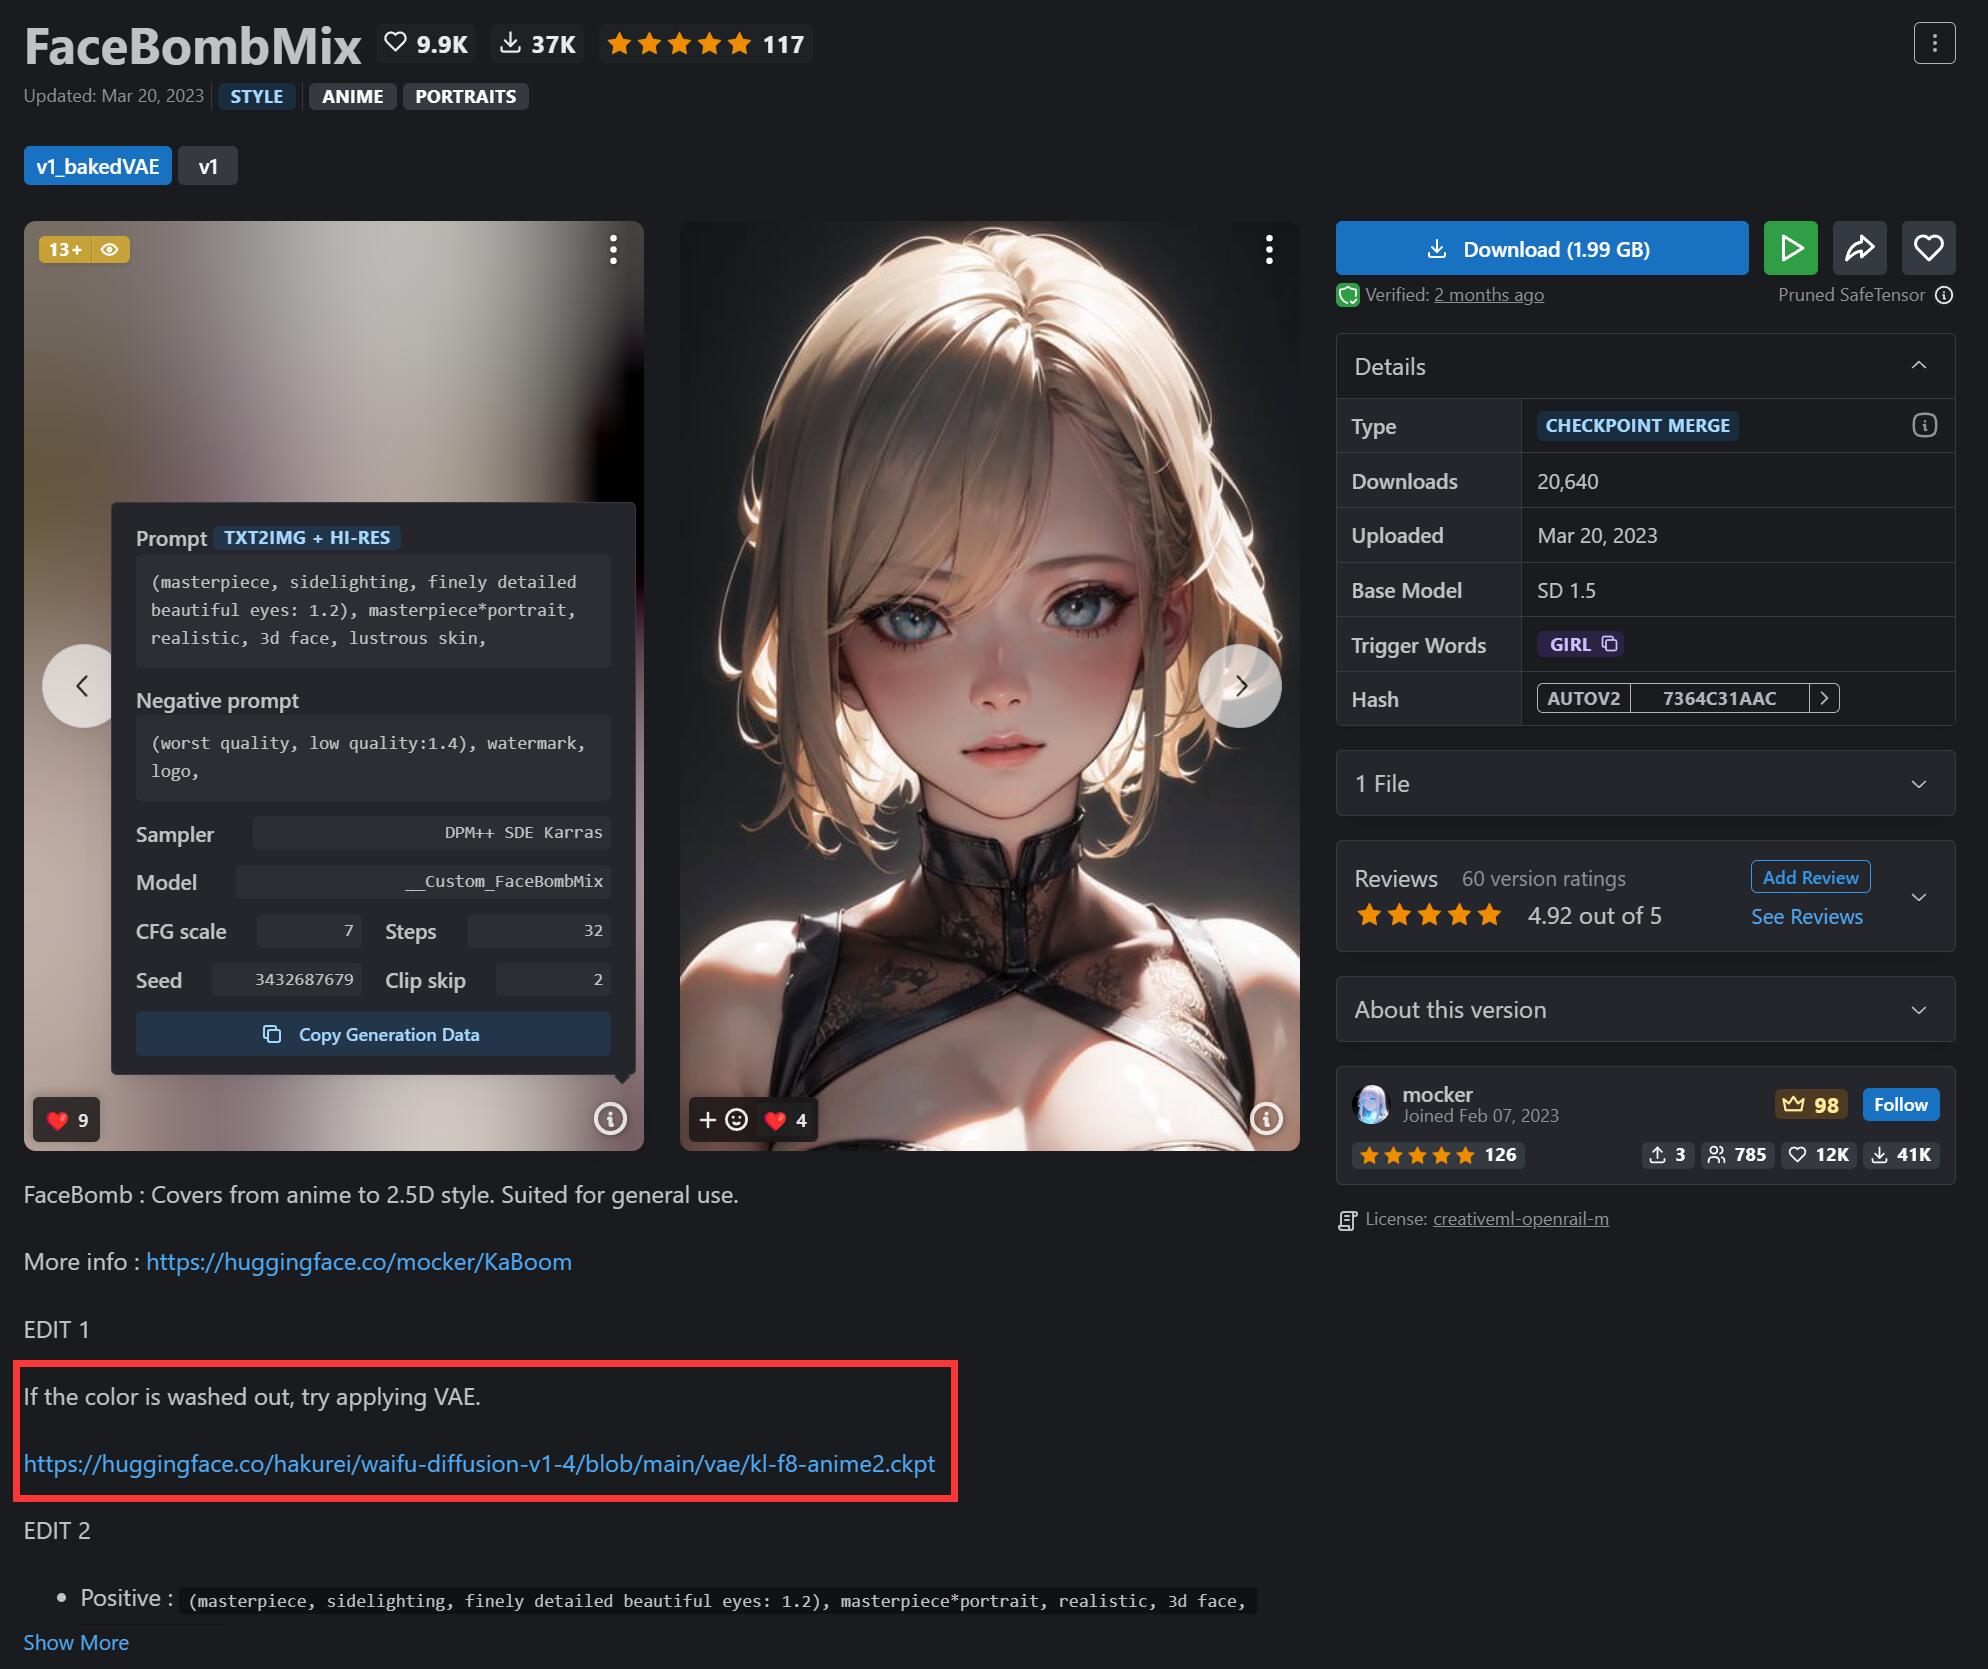 FaceBombMix 9.9K 37K 117
Updated: Mar 20, 2023 STYLE ANIME PORTRAITS
v1_bakedVAE v1
13+
Prompt TXT2IMG + HI-RES
(masterpiece, sidelighting, finely detailed
beautiful eyes: 1.2), masterpiece*portrait,
realistic, 3d face, lustrous skin,
Negative prompt
(worst quality, low quality:1.4), watermark,
logo,
Sampler DPM++ SDE Karras
Model __Custom_FaceBombMix
CFG scale 7 Steps 32
Seed 3432687679 Clip skip 2
Copy Generation Data
9
4
Download (1.99 GB)
Verified: 2 months ago Pruned SafeTensor
Details
Type CHECKPOINT MERGE
Downloads 20,640
Uploaded Mar 20, 2023
Base Model SD 1.5
Trigger Words GIRL
Hash AUTOV2 7364C31AAC
1 File
Reviews 60 version ratings Add Review
4.92 out of 5 See Reviews
About this version
mocker 98 Follow
Joined Feb 07, 2023
126 3 785 12K 41K
License: creativeml-openrail-m
FaceBomb : Covers from anime to 2.5D style. Suited for general use.
More info : https://huggingface.co/mocker/KaBoom
EDIT 1
If the color is washed out, try applying VAE.
https://huggingface.co/hakurei/waifu-diffusion-v1-4/blob/main/vae/kl-f8-anime2.ckpt
EDIT 2
• Positive : (masterpiece, sidelighting, finely detailed beautiful eyes: 1.2), masterpiece*portrait, realistic, 3d face,
Show More